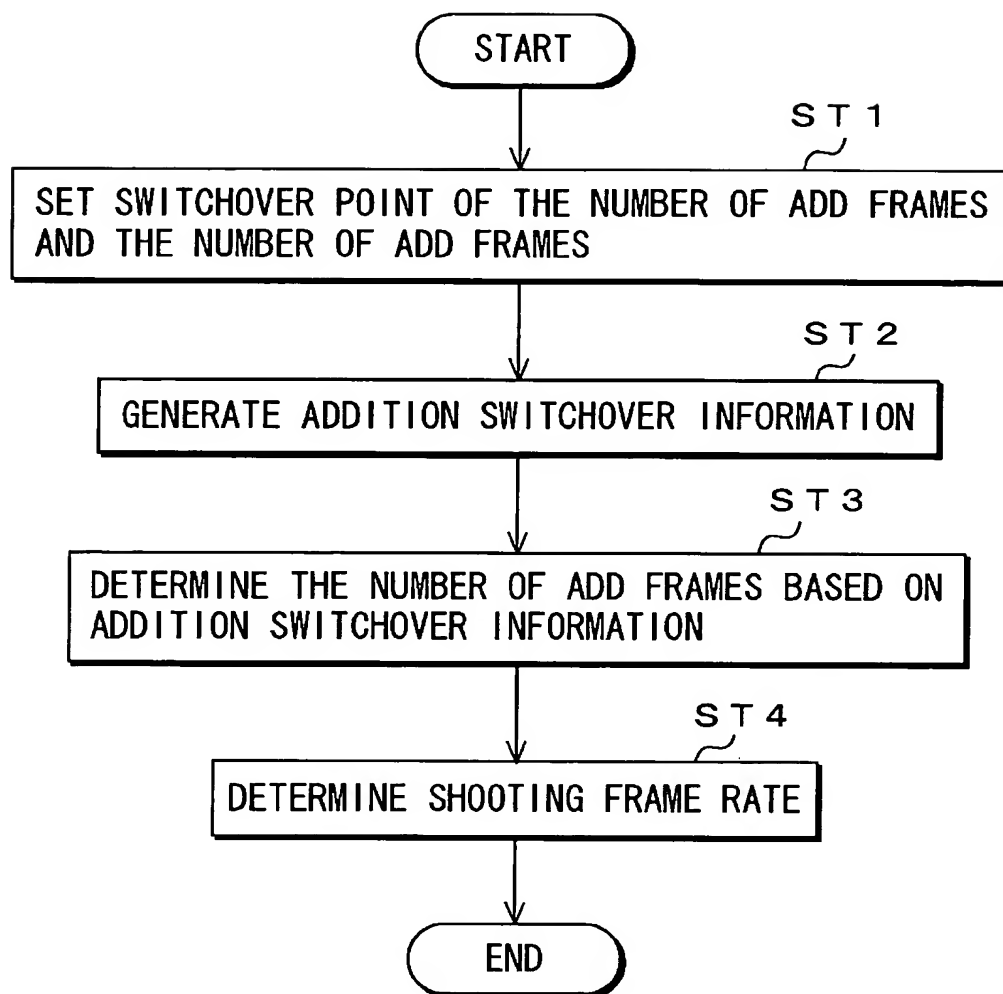 START
ST1
SET SWITCHOVER POINT OF THE NUMBER OF ADD FRAMES
AND THE NUMBER OF ADD FRAMES
ST2
GENERATE ADDITION SWITCHOVER INFORMATION
ST3
DETERMINE THE NUMBER OF ADD FRAMES BASED ON
ADDITION SWITCHOVER INFORMATION
ST4
DETERMINE SHOOTING FRAME RATE
END